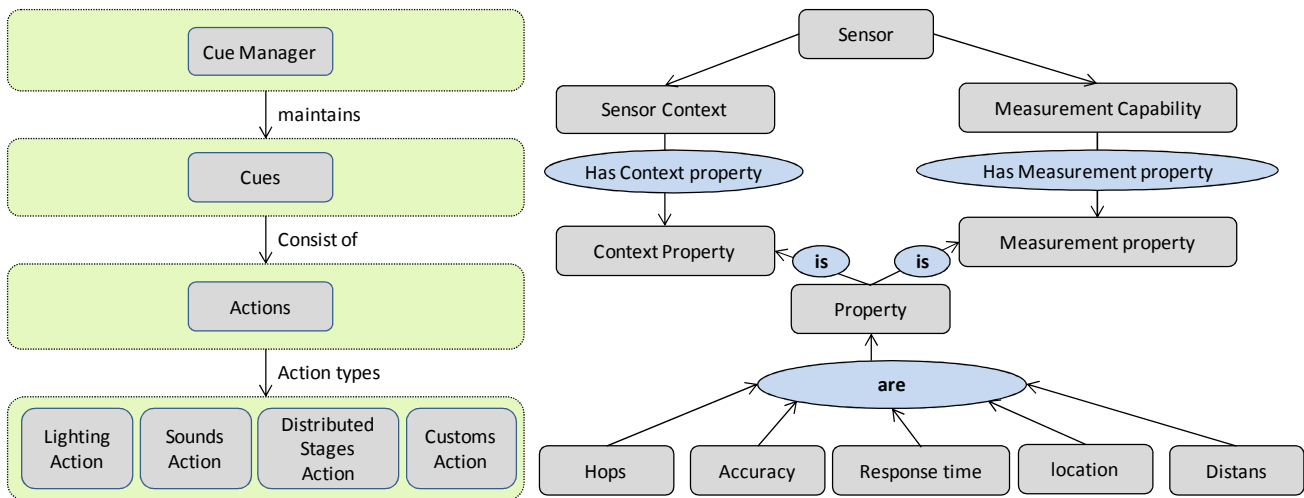 Cue Manager
maintains
Cues
Consist of
Actions
Action types
Lighting
Action
Sounds
Action
Distributed
Stages
Action
Customs
Action
Sensor
Sensor Context
Measurement Capability
Has Context property
Has Measurement property
Context Property
Measurement property
is
is
Property
are
Hops
Accuracy
Response time
location
Distans